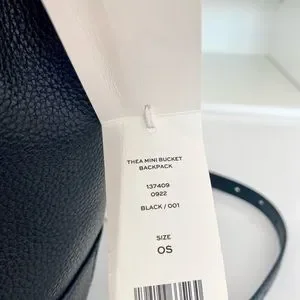 THEA MINI BUCKET
BACKPACK
137409
0922
BLACK / 001
SIZE
OS